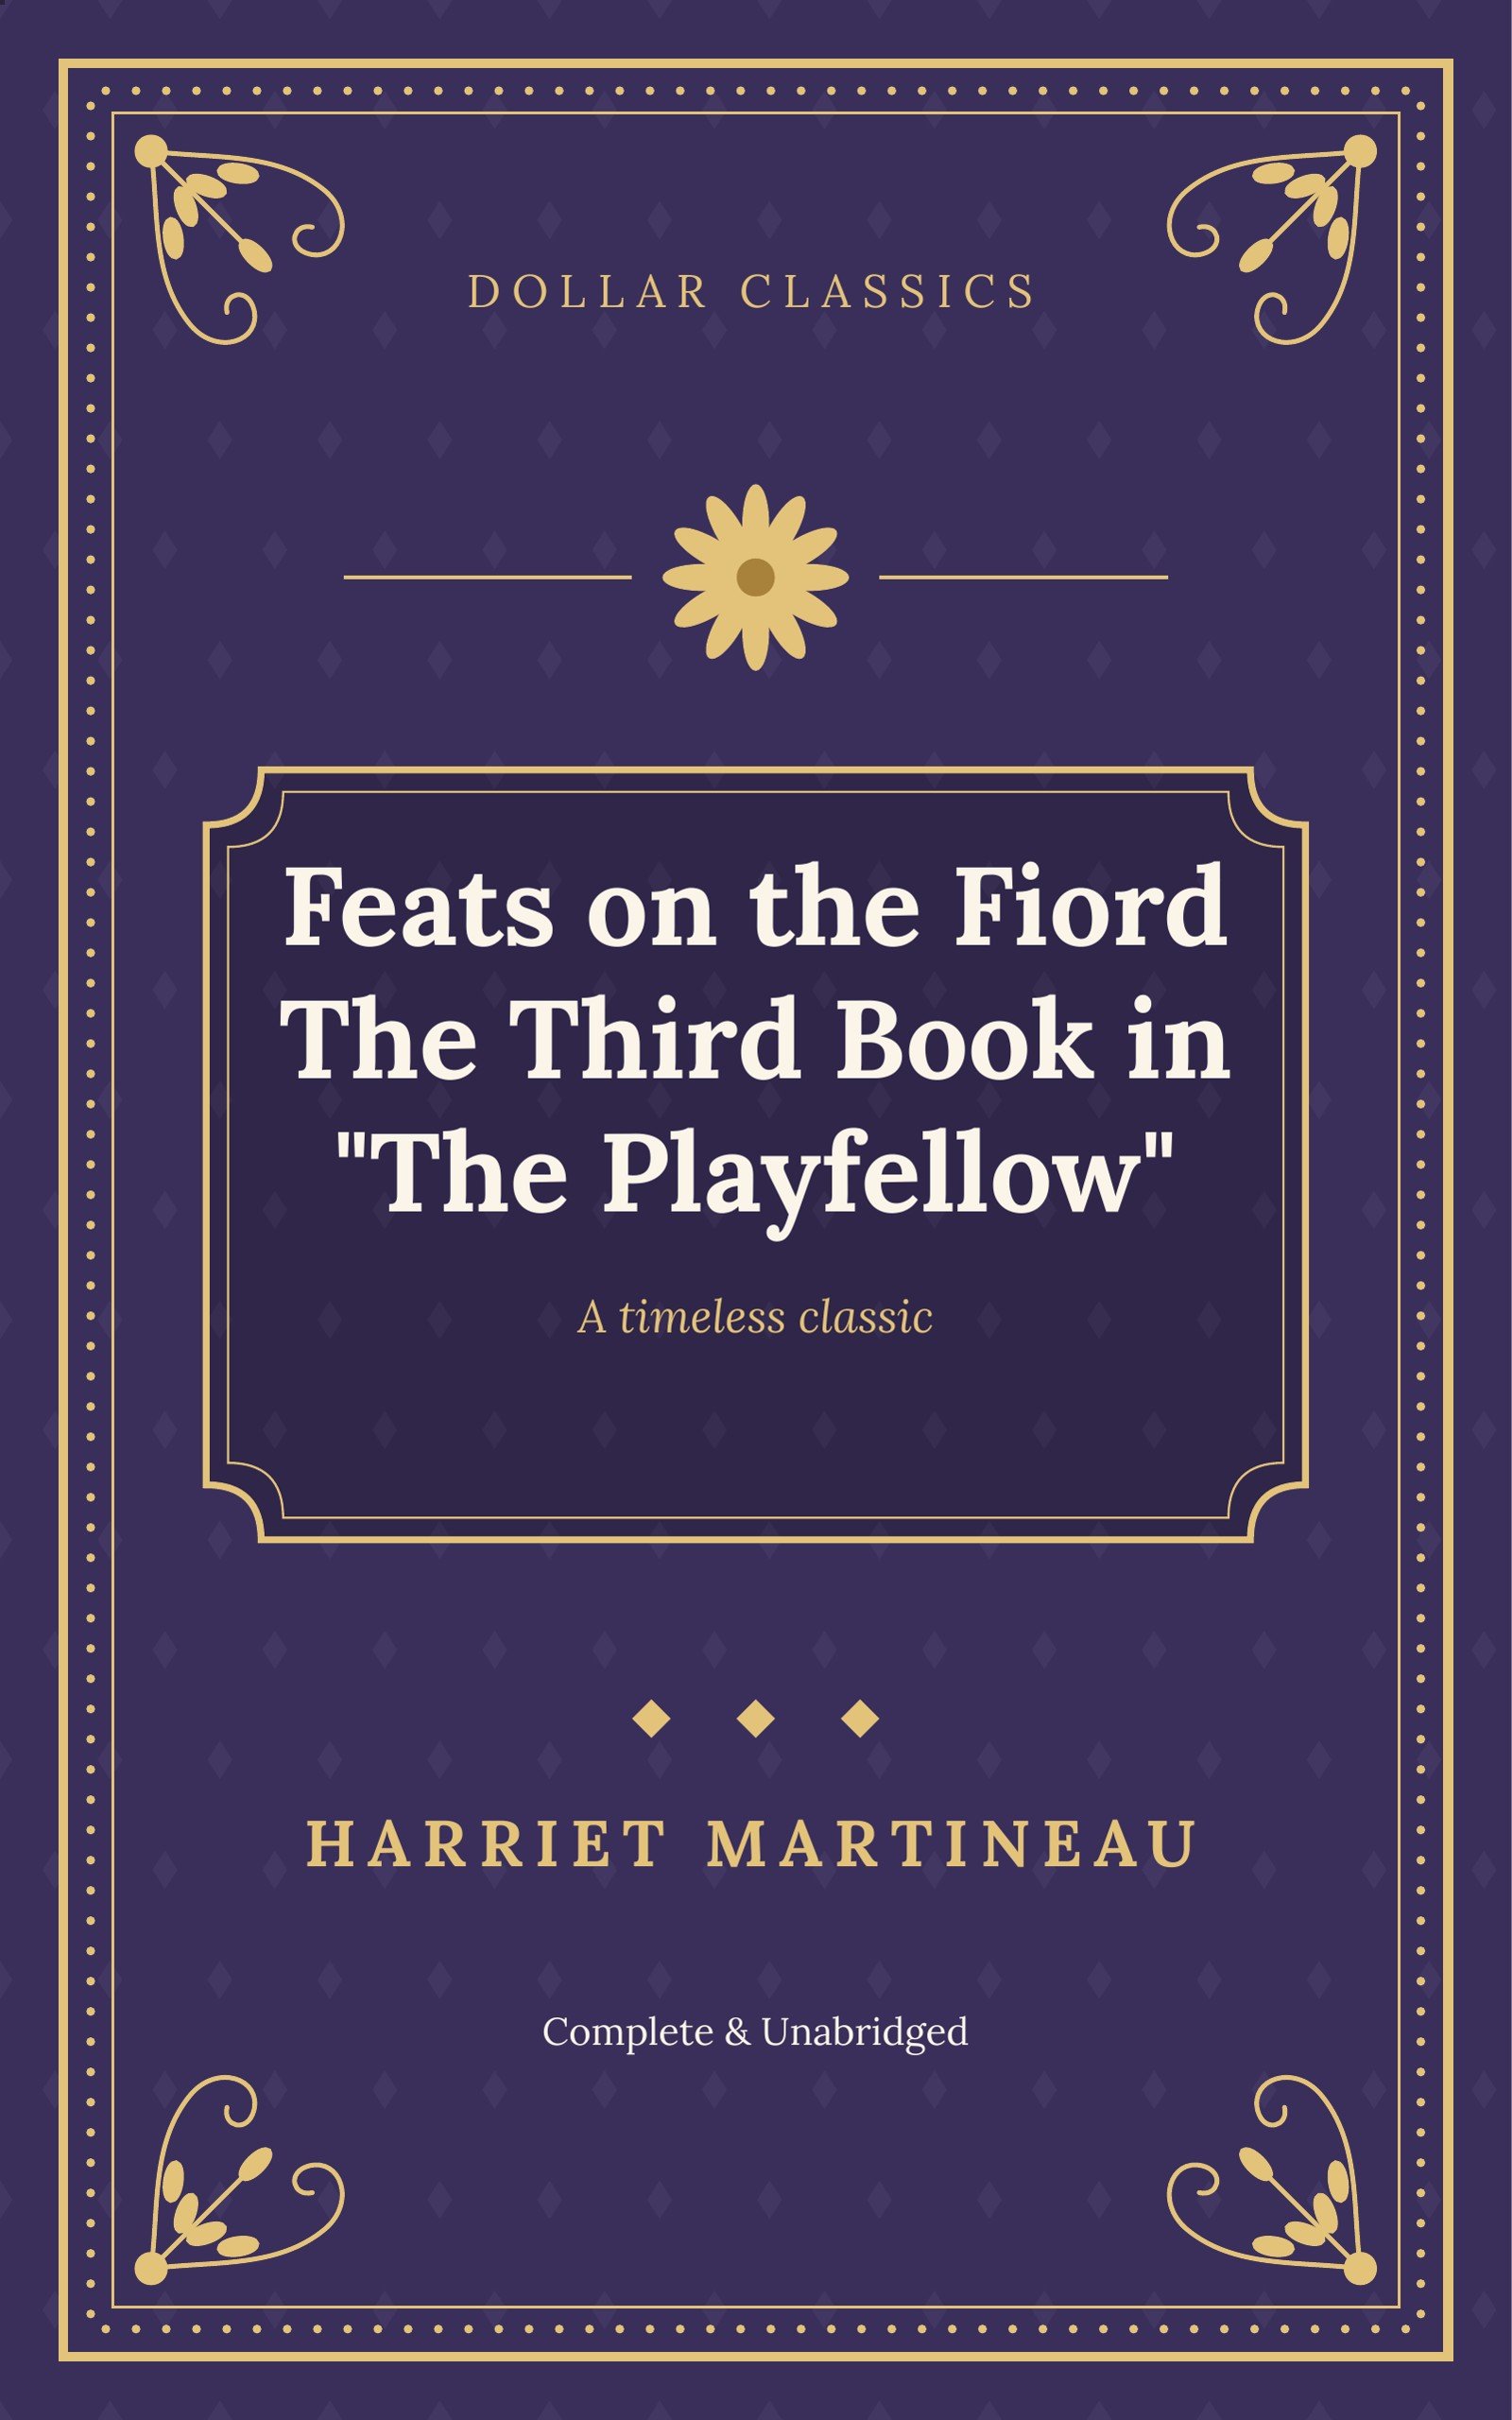 DOLLAR CLASSICS
Feats on the Fiord
The Third Book in
"The Playfellow"
A timeless classic
HARRIET MARTINEAU
Complete & Unabridged